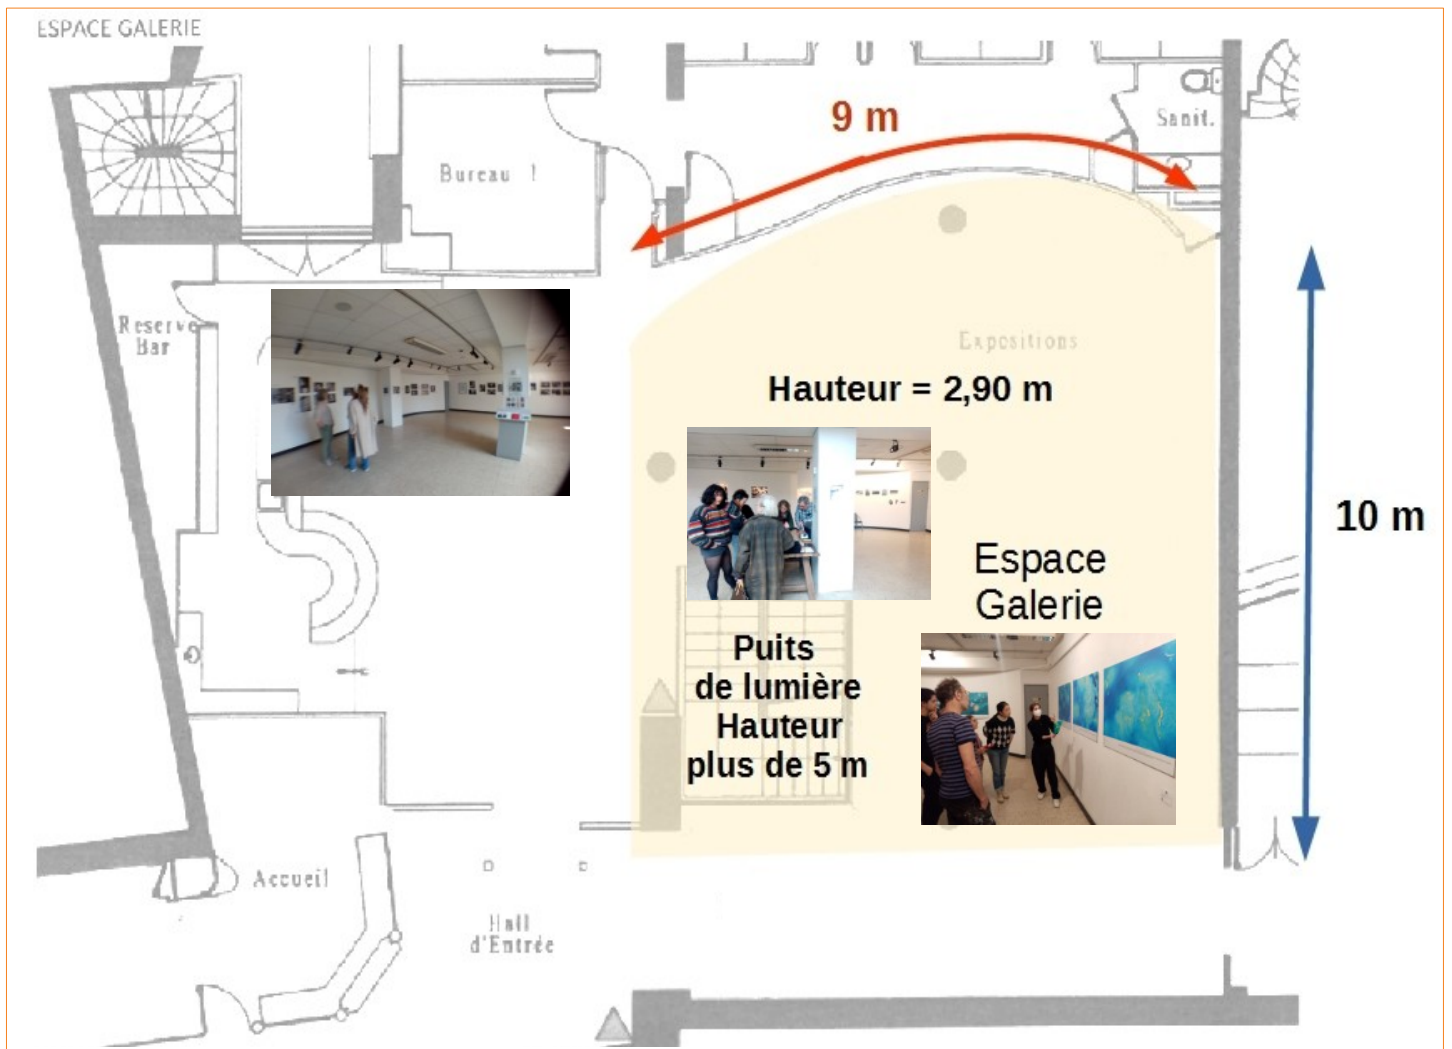 ESPACE GALERIE
9 m
Sanit.
Bureau 1
Reserve
Bar
Expositions
Hauteur = 2,90 m
10 m
Espace
Galerie
Puits
de lumière
Hauteur
plus de 5 m
Accueil
Hall
d'Entrée